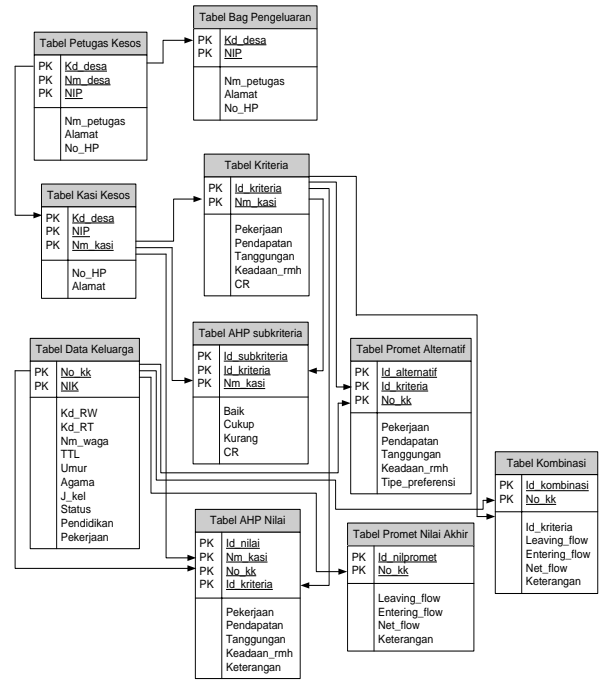 Tabel Bag Pengeluaran
PK Kd_desa
PK NIP
Nm_petugas
Alamat
No_HP
Tabel Petugas Kesos
PK Kd_desa
PK Nm_desa
PK NIP
Nm_petugas
Alamat
No_HP
Tabel Kriteria
PK Id_kriteria
PK Nm_kasi
Pekerjaan
Pendapatan
Tanggungan
Keadaan_rmh
CR
Tabel Kasi Kesos
PK Kd_desa
PK NIP
PK Nm_kasi
No_HP
Alamat
Tabel AHP subkriteria
PK Id_subkriteria
PK Id_kriteria
PK Nm_kasi
Baik
Cukup
Kurang
CR
Tabel Data Keluarga
PK No_kk
PK NIK
Kd_RW
Kd_RT
Nm_waga
TTL
Umur
Agama
J_kel
Status
Pendidikan
Pekerjaan
Tabel Promet Alternatif
PK Id_alternatif
PK Id_kriteria
PK No_kk
Pekerjaan
Pendapatan
Tanggungan
Keadaan_rmh
Tipe_preferensi
Tabel Kombinasi
PK Id_kombinasi
PK No_kk
Id_kriteria
Leaving_flow
Entering_flow
Net_flow
Keterangan
Tabel AHP Nilai
PK Id_nilai
PK Nm_kasi
PK No_kk
PK Id_kriteria
Pekerjaan
Pendapatan
Tanggungan
Keadaan_rmh
Keterangan
Tabel Promet Nilai Akhir
PK Id_nilpromet
PK No_kk
Leaving_flow
Entering_flow
Net_flow
Keterangan